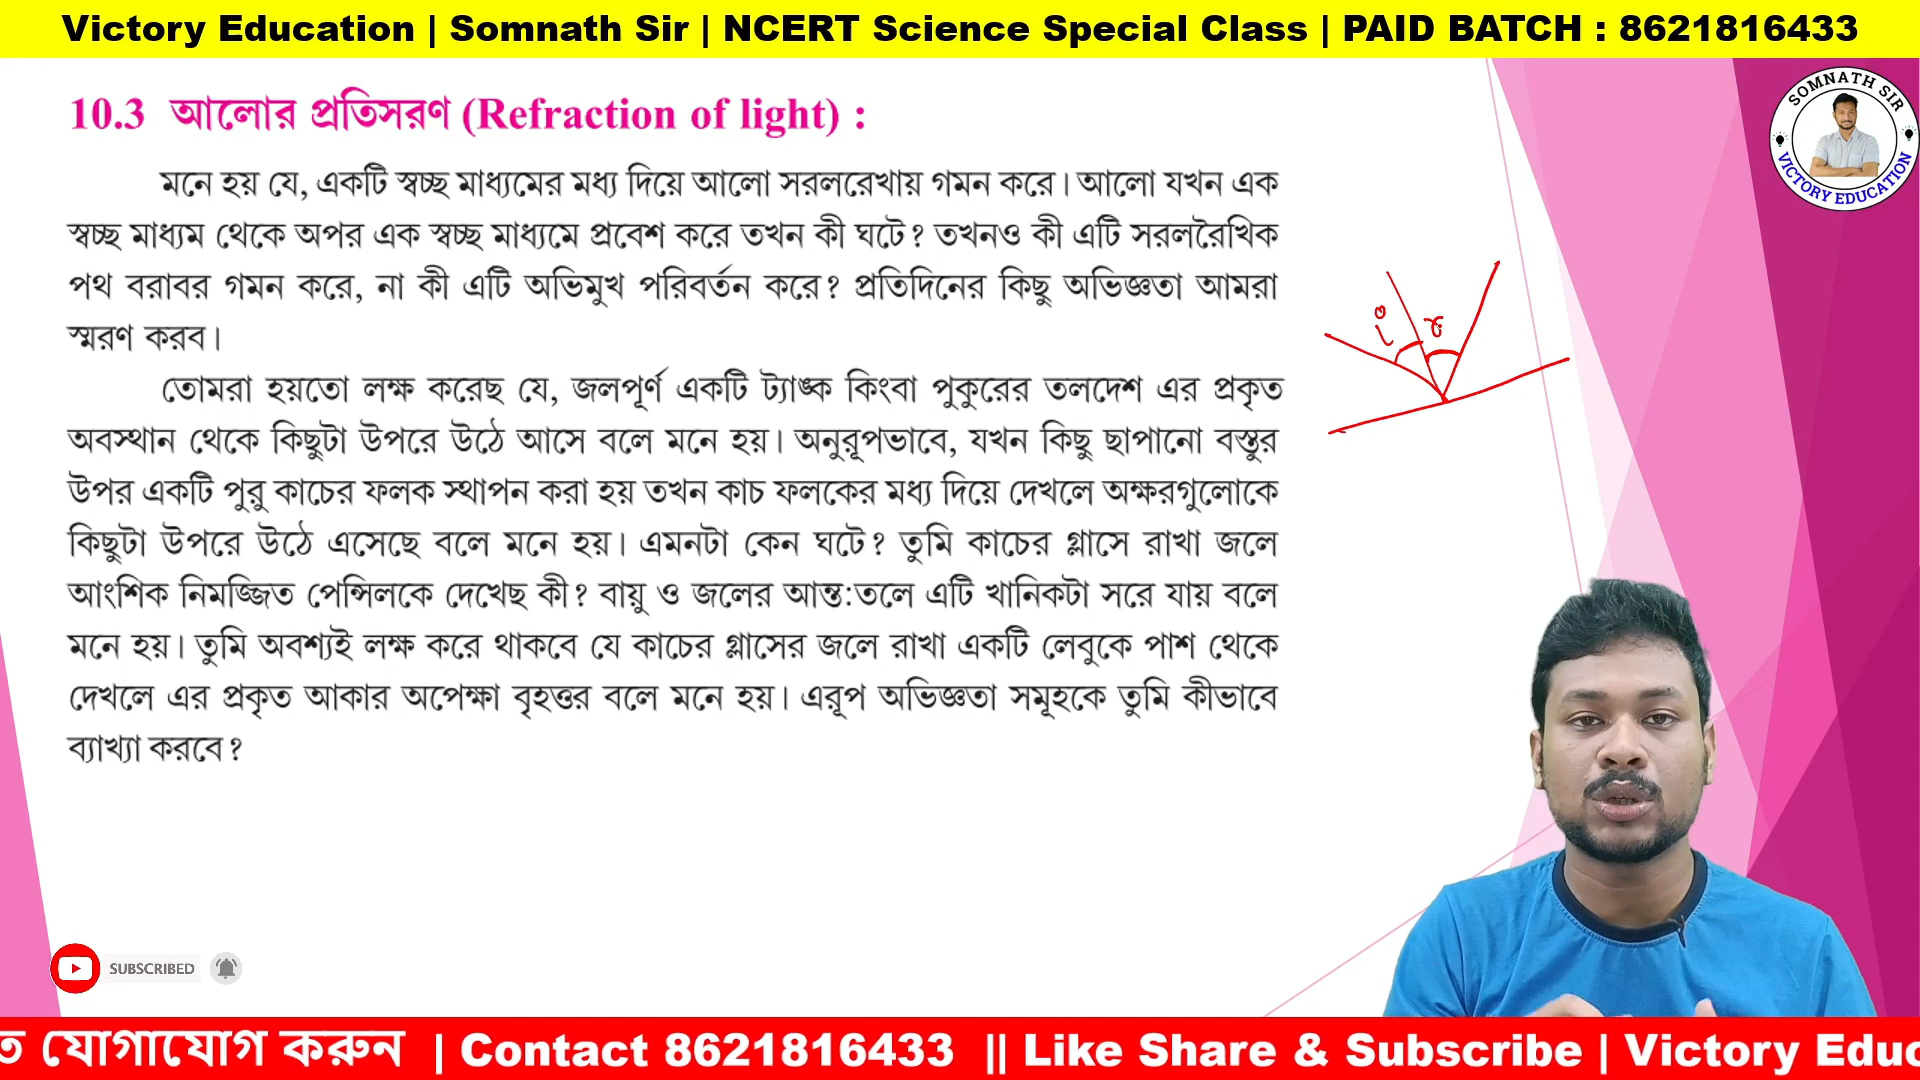 Victory Education | Somnath Sir | NCERT Science Special Class | PAID BATCH : 8621816433
SOMNATH SIR
VICTORY EDUCATION
10.3 আলোর প্রতিসরণ (Refraction of light) :
মনে হয় যে, একটি স্বচ্ছ মাধ্যমের মধ্য দিয়ে আলো সরলরেখায় গমন করে। আলো যখন এক
স্বচ্ছ মাধ্যম থেকে অপর এক স্বচ্ছ মাধ্যমে প্রবেশ করে তখন কী ঘটে? তখনও কী এটি সরলরৈখিক
পথ বরাবর গমন করে, না কী এটি অভিমুখ পরিবর্তন করে? প্রতিদিনের কিছু অভিজ্ঞতা আমরা
স্মরণ করব।
তোমরা হয়তো লক্ষ করেছ যে, জলপূর্ণ একটি ট্যাঙ্ক কিংবা পুকুরের তলদেশ এর প্রকৃত
অবস্থান থেকে কিছুটা উপরে উঠে আসে বলে মনে হয়। অনুরূপভাবে, যখন কিছু ছাপানো বস্তুর
উপর একটি পুরু কাচের ফলক স্থাপন করা হয় তখন কাচ ফলকের মধ্য দিয়ে দেখলে অক্ষরগুলোকে
কিছুটা উপরে উঠে এসেছে বলে মনে হয়। এমনটা কেন ঘটে? তুমি কাচের গ্লাসে রাখা জলে
আংশিক নিমজ্জিত পেন্সিলকে দেখেছ কী? বায়ু ও জলের আন্ত:তলে এটি খানিকটা সরে যায় বলে
মনে হয়। তুমি অবশ্যই লক্ষ করে থাকবে যে কাচের গ্লাসের জলে রাখা একটি লেবুকে পাশ থেকে
দেখলে এর প্রকৃত আকার অপেক্ষা বৃহত্তর বলে মনে হয়। এরূপ অভিজ্ঞতা সমূহকে তুমি কীভাবে
ব্যাখ্যা করবে?
i r
SUBSCRIBED
ত যোগাযোগ করুন | Contact 8621816433 || Like Share & Subscribe | Victory Educ